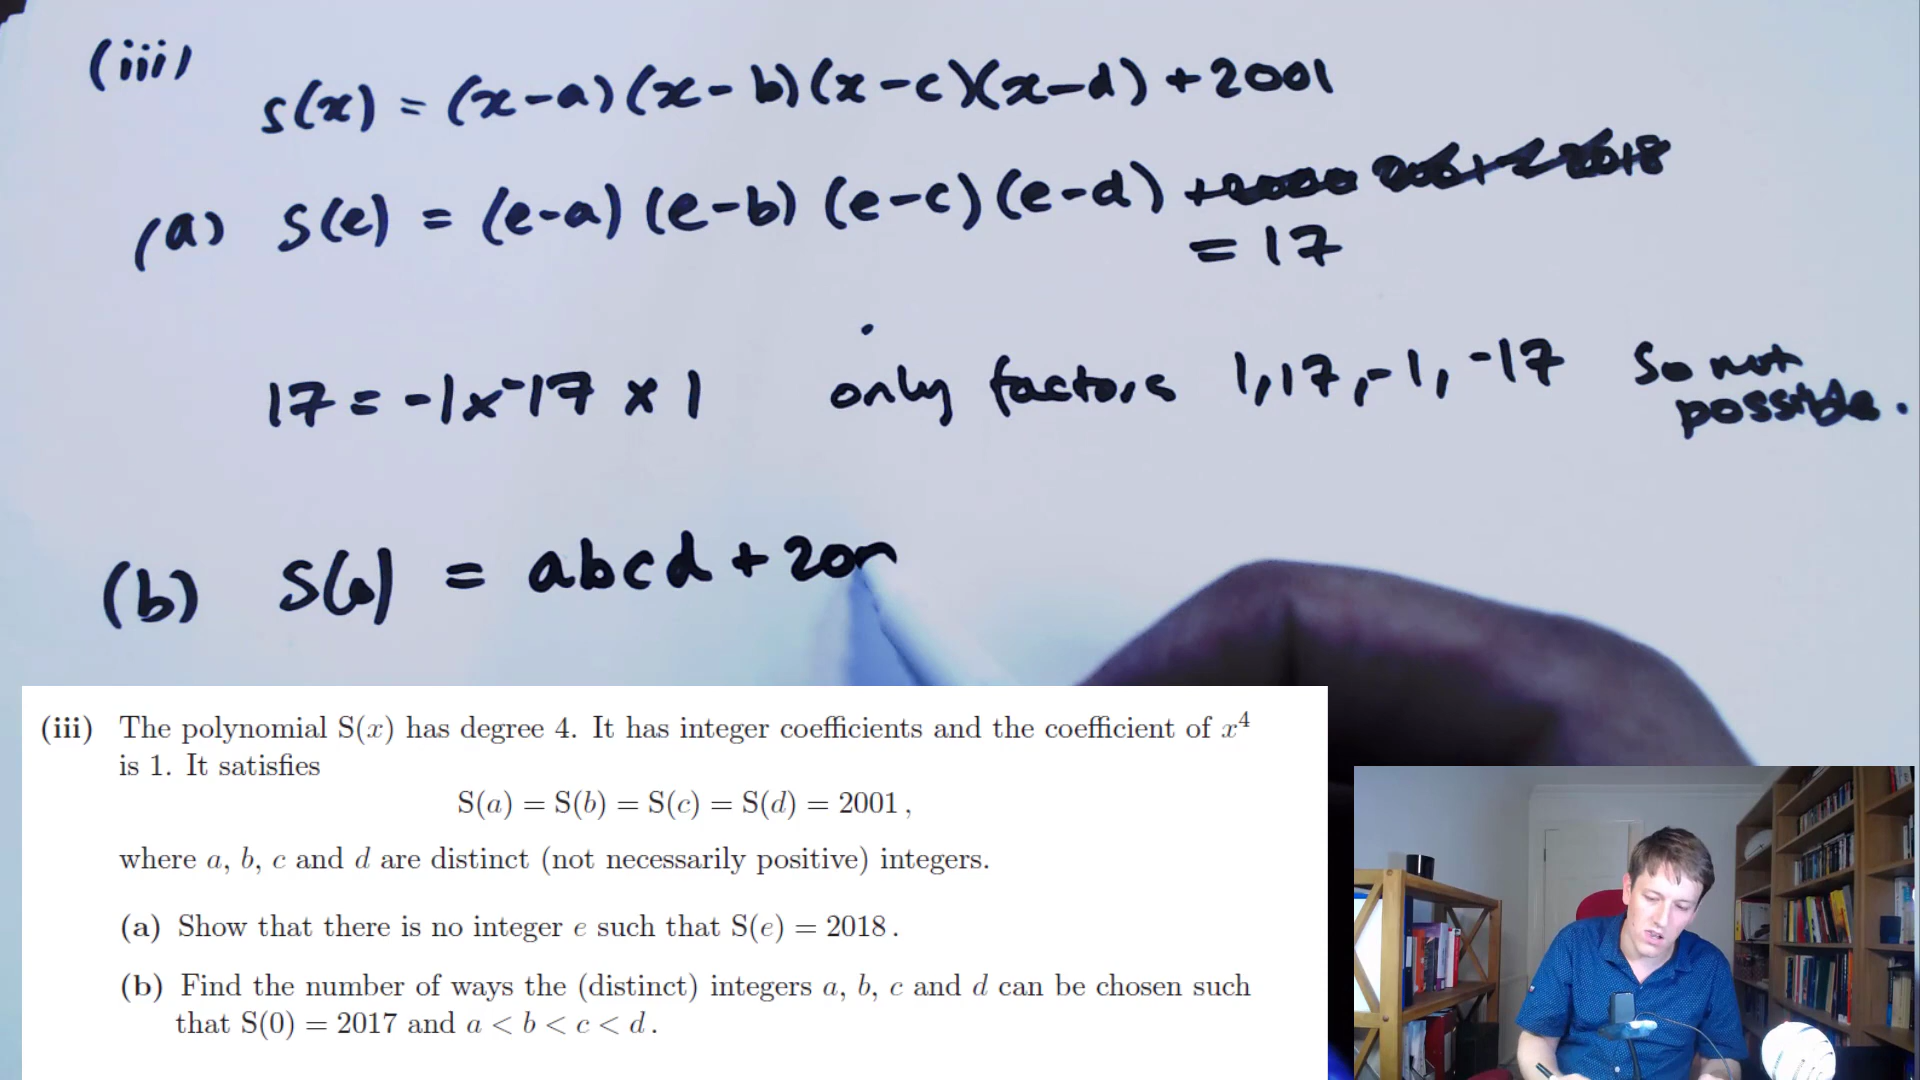 (iii)
S(x) = (x-a)(x-b)(x-c)(x-d) + 2001
(a) S(e) = (e-a)(e-b)(e-c)(e-d)
= 17
17 = -1x-17 x 1 only factors 1, 17, -1, -17 so not
possible.
(b) S(0) = abcd + 20
(iii) The polynomial S(x) has degree 4. It has integer coefficients and the coefficient of x⁴
is 1. It satisfies
S(a) = S(b) = S(c) = S(d) = 2001 ,
where a, b, c and d are distinct (not necessarily positive) integers.
(a) Show that there is no integer e such that S(e) = 2018 .
(b) Find the number of ways the (distinct) integers a, b, c and d can be chosen such
that S(0) = 2017 and a < b < c < d .